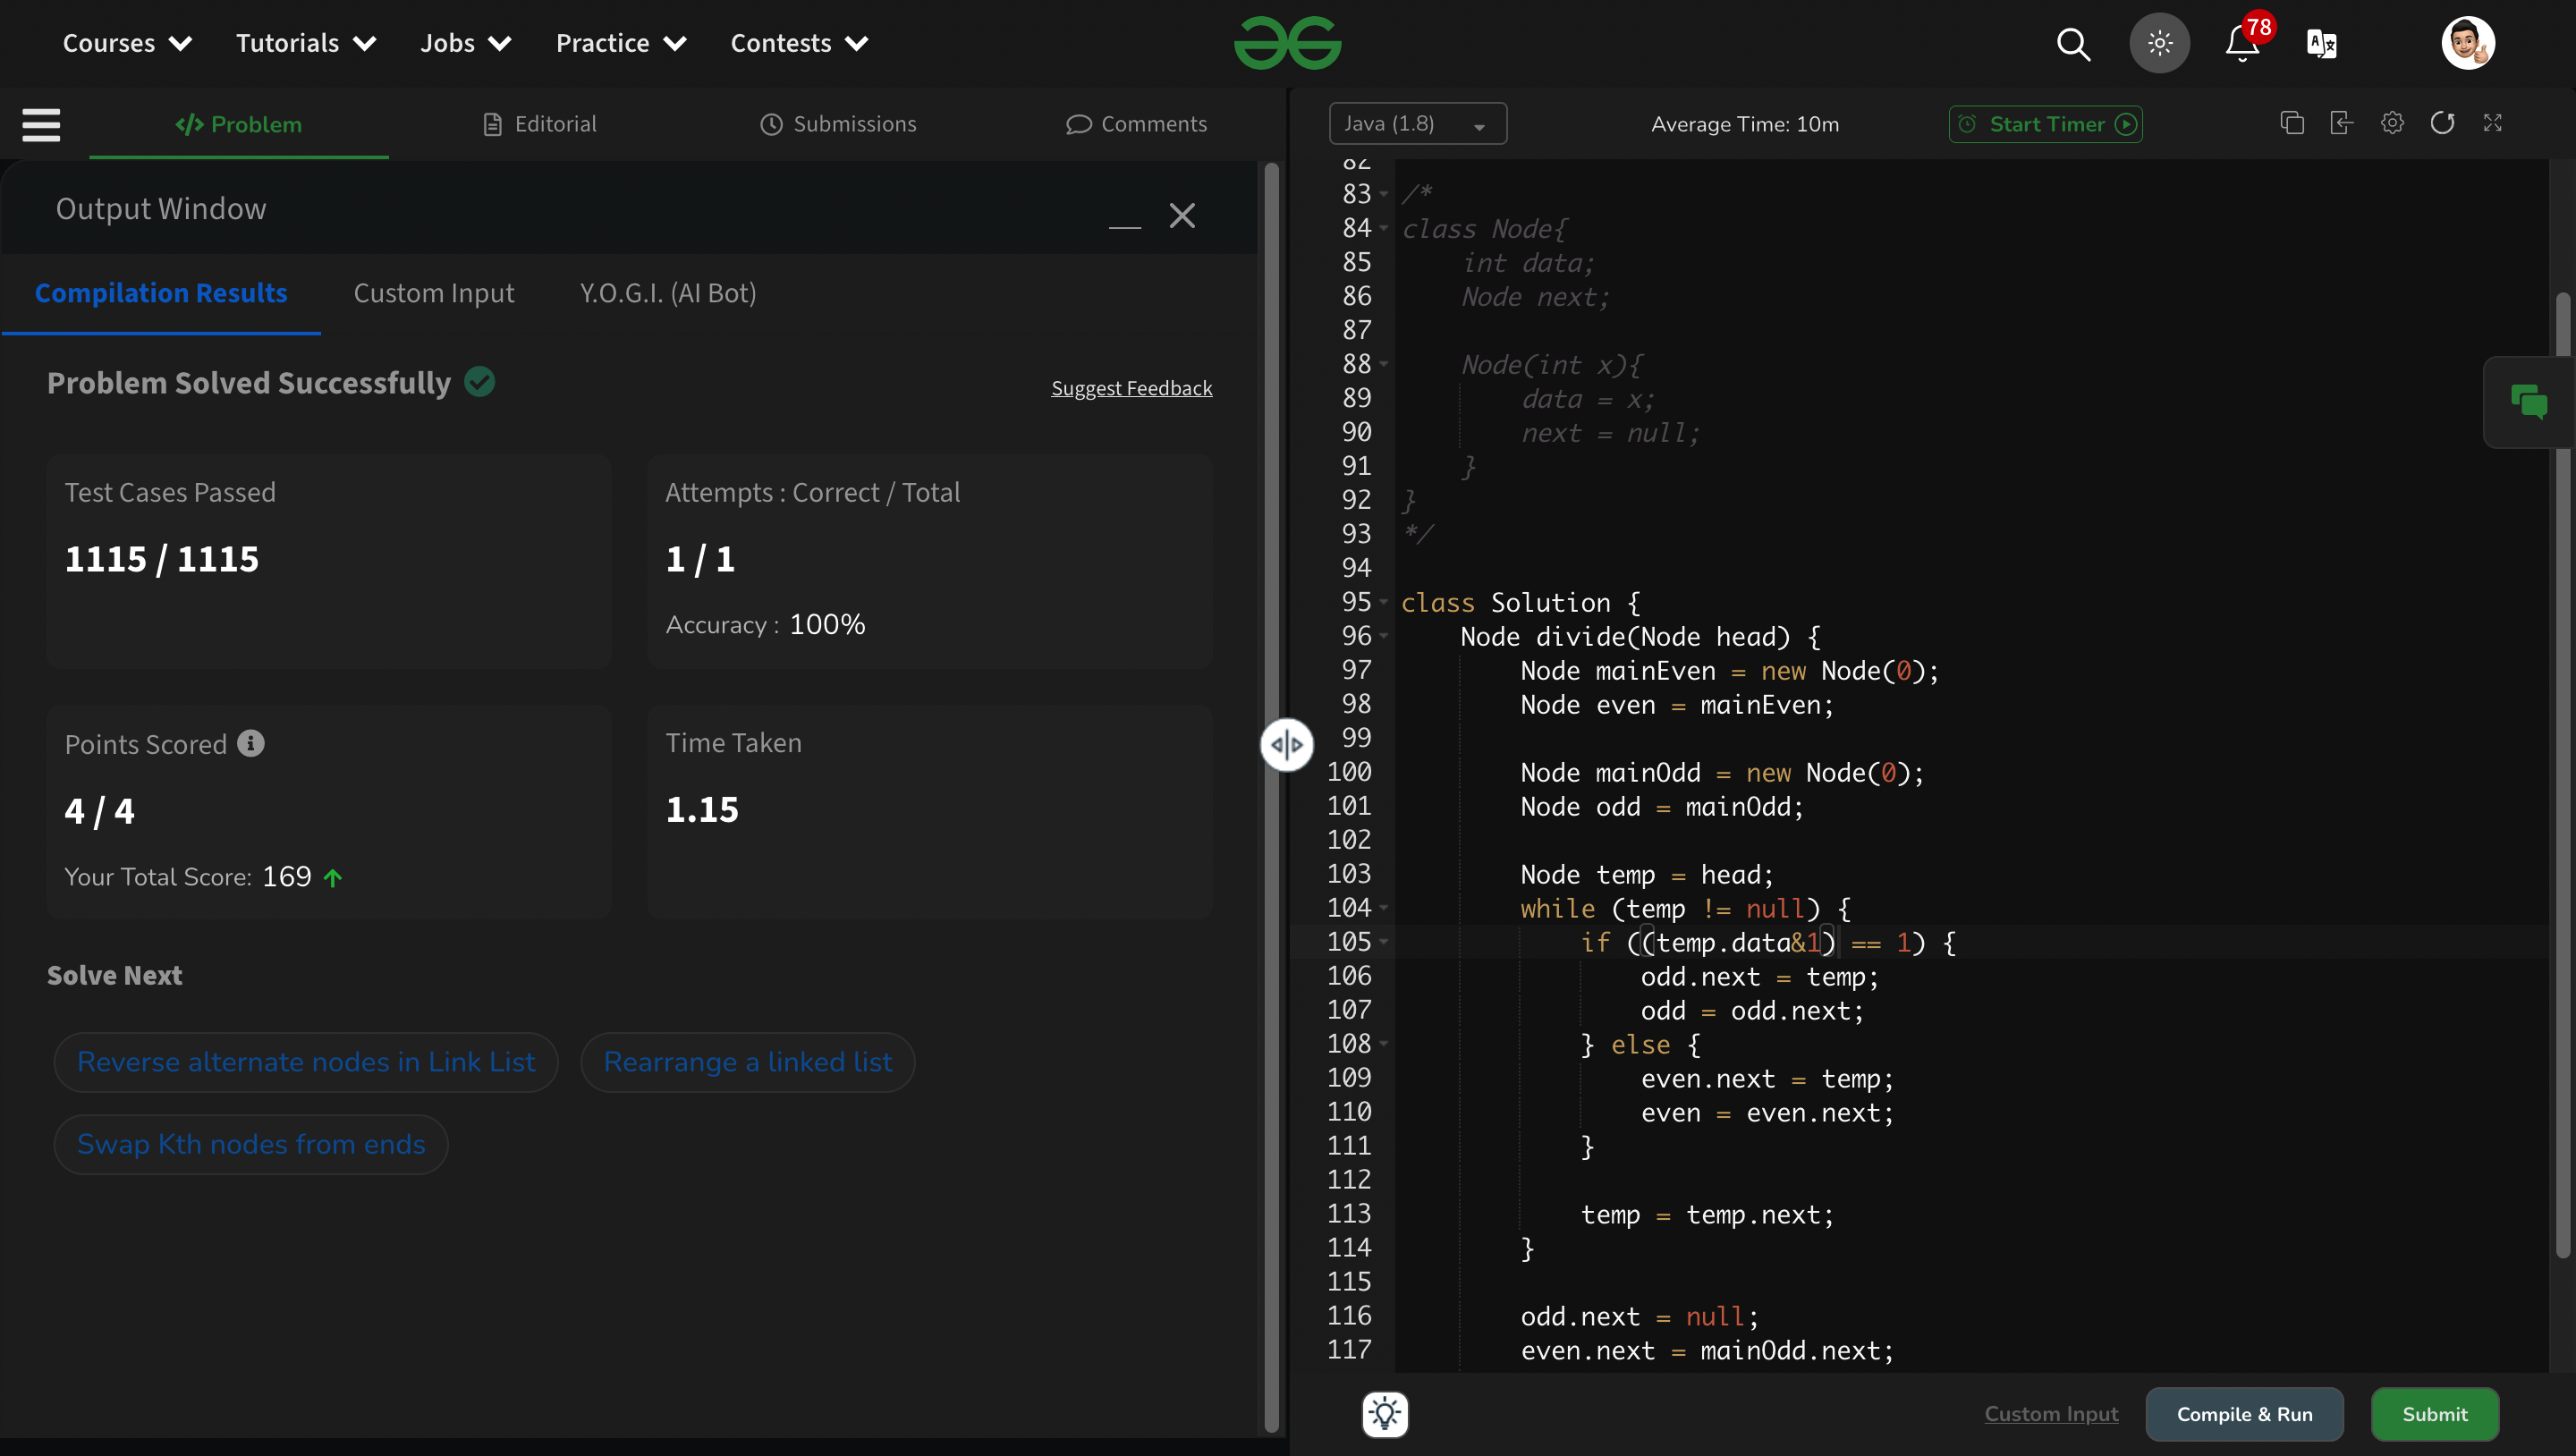 Courses Tutorials Jobs Practice Contests
78
Problem Editorial Submissions Comments
Output Window
Compilation Results Custom Input Y.O.G.I. (AI Bot)
Problem Solved Successfully
Suggest Feedback
Test Cases Passed
1115 / 1115
Attempts : Correct / Total
1 / 1
Accuracy : 100%
Points Scored
4 / 4
Your Total Score: 169
Time Taken
1.15
Solve Next
Reverse alternate nodes in Link List
Rearrange a linked list
Swap Kth nodes from ends
Java (1.8) Average Time: 10m Start Timer
82
83 /*
84 class Node{
85     int data;
86     Node next;
87
88     Node(int x){
89         data = x;
90         next = null;
91     }
92 }
93 */
94
95 class Solution {
96     Node divide(Node head) {
97         Node mainEven = new Node(0);
98         Node even = mainEven;
99
100         Node mainOdd = new Node(0);
101         Node odd = mainOdd;
102
103         Node temp = head;
104         while (temp != null) {
105             if ((temp.data&1) == 1) {
106                 odd.next = temp;
107                 odd = odd.next;
108             } else {
109                 even.next = temp;
110                 even = even.next;
111             }
112
113             temp = temp.next;
114         }
115
116         odd.next = null;
117         even.next = mainOdd.next;
Custom Input Compile & Run Submit